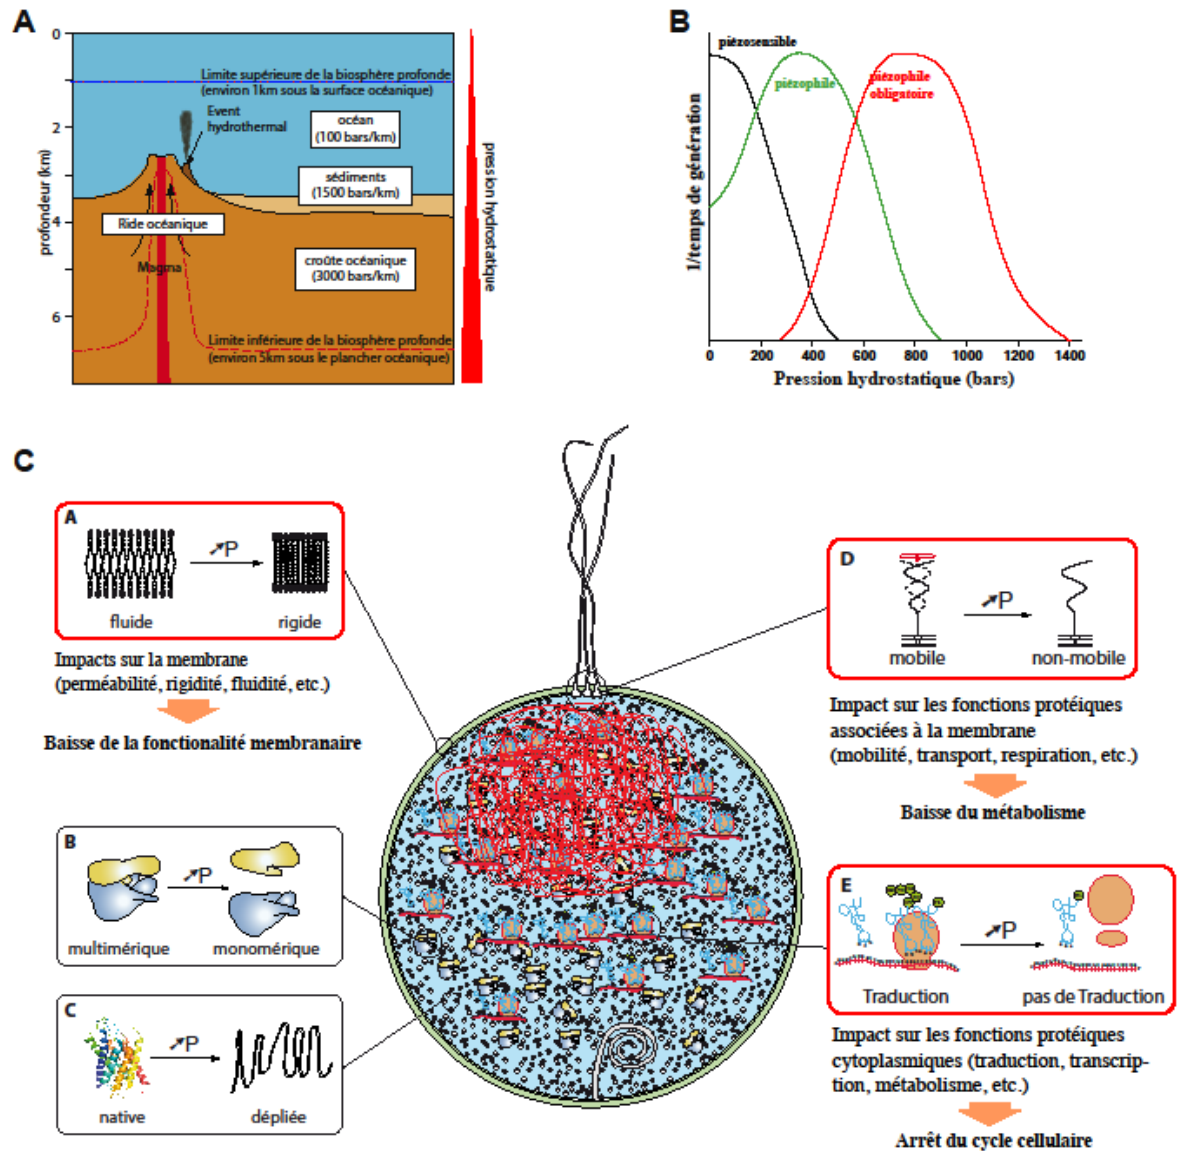 A
0
2
4
6
profondeur (km)
Limite supérieure de la biosphère profonde
(environ 1km sous la surface océanique)
Event
hydrothermal
océan
(100 bars/km)
sédiments
(1500 bars/km)
Ride océanique
Magma
croûte océanique
(3000 bars/km)
Limite inférieure de la biosphère profonde
(environ 5km sous le plancher océanique)
pression hydrostatique
B
piézosensible
piézophile
piézophile
obligatoire
1/temps de génération
0 200 400 600 800 1000 1200 1400
Pression hydrostatique (bars)
C
A
↗P
fluide rigide
Impacts sur la membrane
(perméabilité, rigidité, fluidité, etc.)
Baisse de la fonctionalité membranaire
B
↗P
multimérique monomérique
C
↗P
native dépliée
D
↗P
mobile non-mobile
Impact sur les fonctions protéiques
associées à la membrane
(mobilité, transport, respiration, etc.)
Baisse du métabolisme
E
↗P
Traduction pas de Traduction
Impact sur les fonctions protéiques
cytoplasmiques (traduction, transcrip-
tion, métabolisme, etc.)
Arrêt du cycle cellulaire